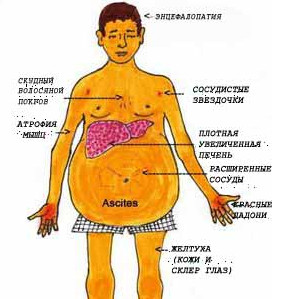 ЭНЦЕФАЛОПАТИЯ
СКУДНЫЙ
ВОЛОСЯНОЙ
ПОКРОВ
СОСУДИСТЫЕ
ЗВЕЗДОЧКИ
АТРОФИЯ
МЫШЦ
ПЛОТНАЯ
УВЕЛИЧЕННАЯ
ПЕЧЕНЬ
РАСШИРЕННЫЕ
СОСУДЫ
Ascites
КРАСНЫЕ
ЛАДОНИ
ЖЕЛТУХА
(КОЖИ И
СКЛЕР ГЛАЗ)